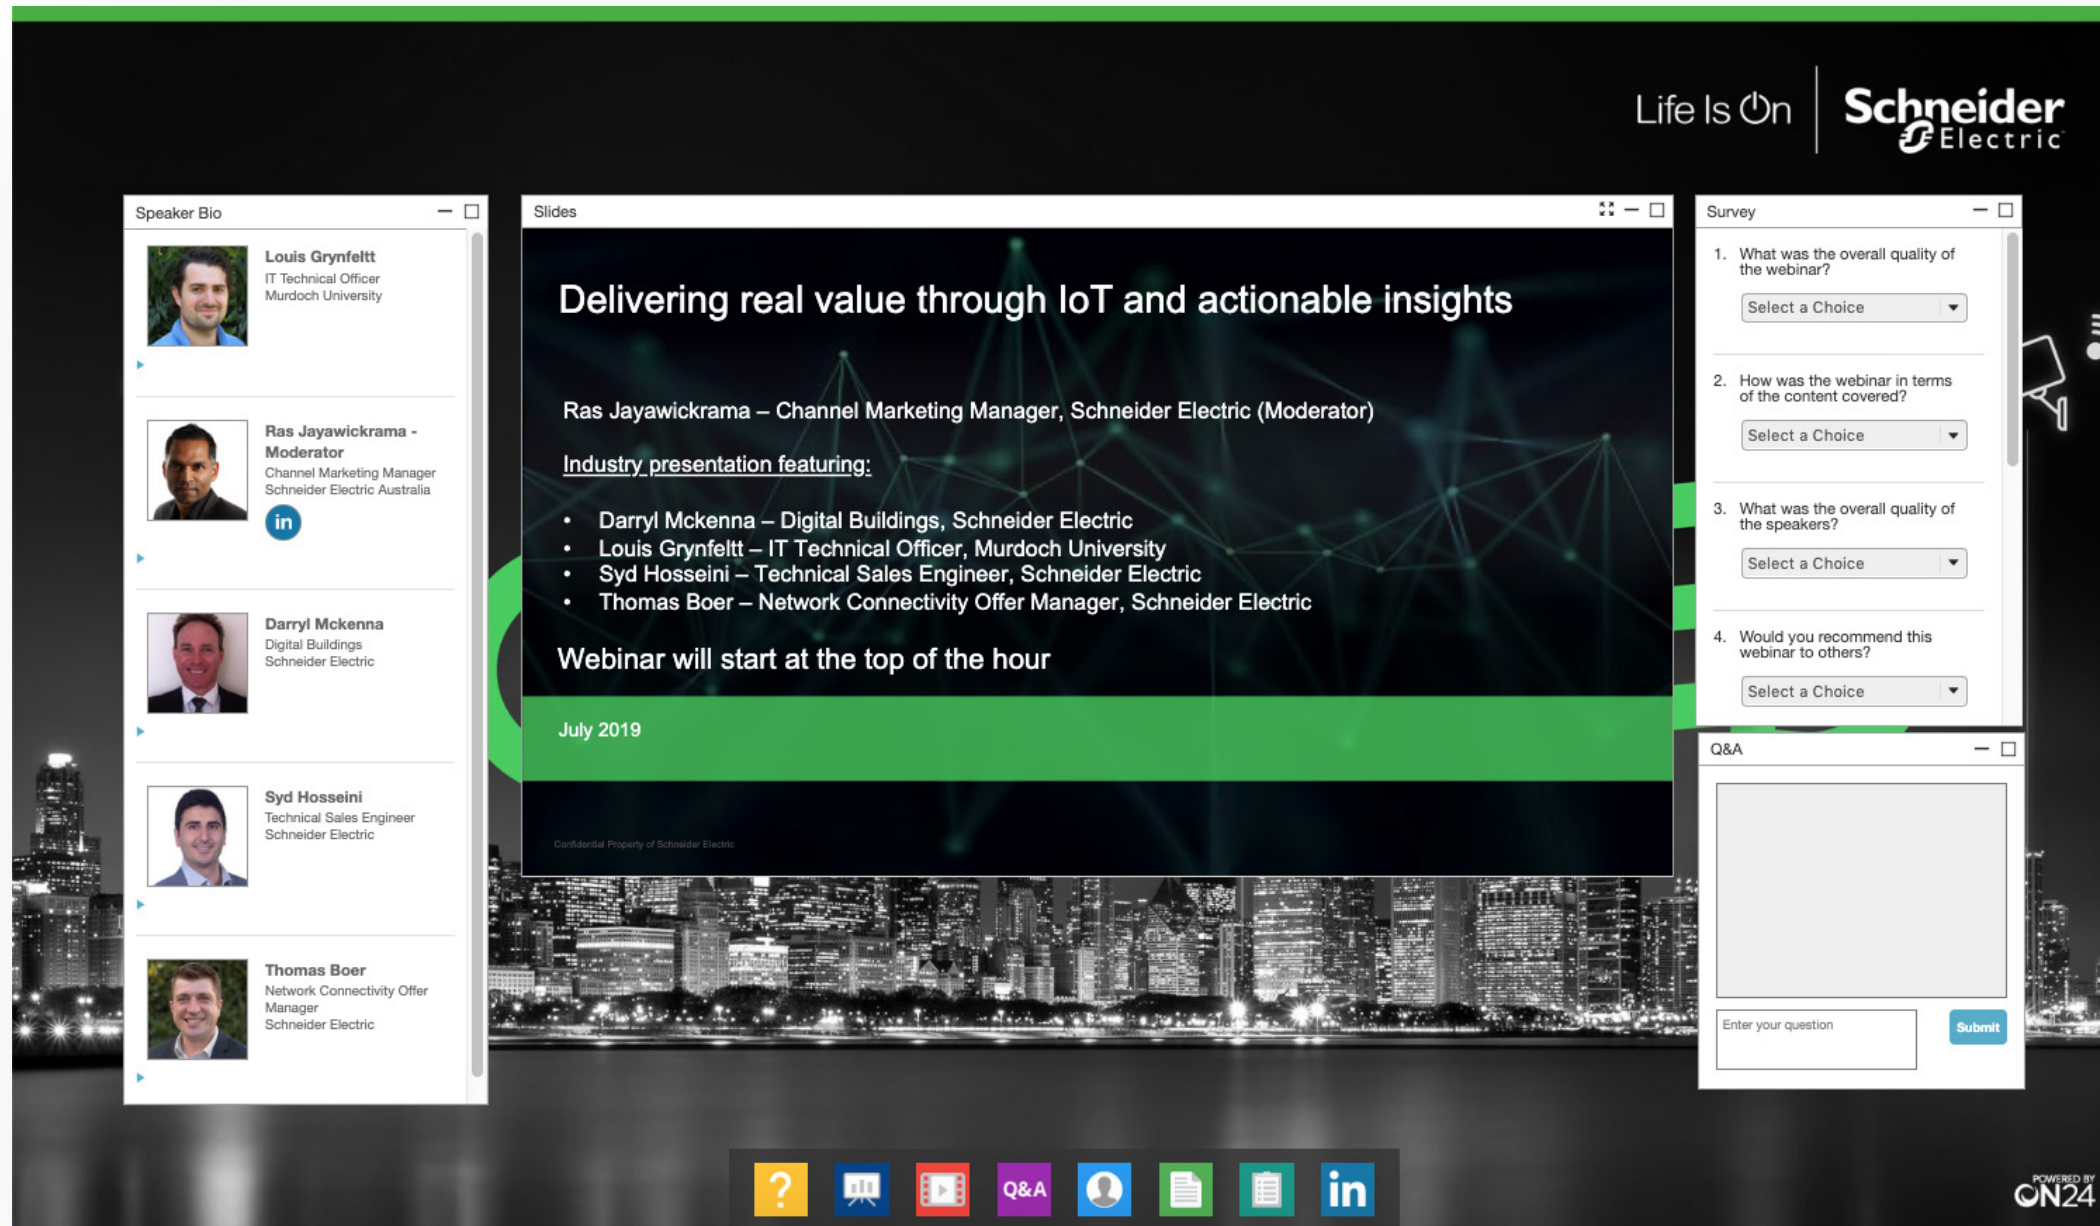 Life Is On
Schneider
Electric
Speaker Bio
Louis Grynfeltt
IT Technical Officer
Murdoch University
Ras Jayawickrama -
Moderator
Channel Marketing Manager
Schneider Electric Australia
in
Darryl Mckenna
Digital Buildings
Schneider Electric
Syd Hosseini
Technical Sales Engineer
Schneider Electric
Thomas Boer
Network Connectivity Offer
Manager
Schneider Electric
Slides
Delivering real value through IoT and actionable insights
Ras Jayawickrama – Channel Marketing Manager, Schneider Electric (Moderator)
Industry presentation featuring:
• Darryl Mckenna – Digital Buildings, Schneider Electric
• Louis Grynfeltt – IT Technical Officer, Murdoch University
• Syd Hosseini – Technical Sales Engineer, Schneider Electric
• Thomas Boer – Network Connectivity Offer Manager, Schneider Electric
Webinar will start at the top of the hour
July 2019
Confidential Property of Schneider Electric
Survey
1. What was the overall quality of
the webinar?
Select a Choice
2. How was the webinar in terms
of the content covered?
Select a Choice
3. What was the overall quality of
the speakers?
Select a Choice
4. Would you recommend this
webinar to others?
Select a Choice
Q&A
Enter your question
Submit
? Q&A in
POWERED BY
ON24